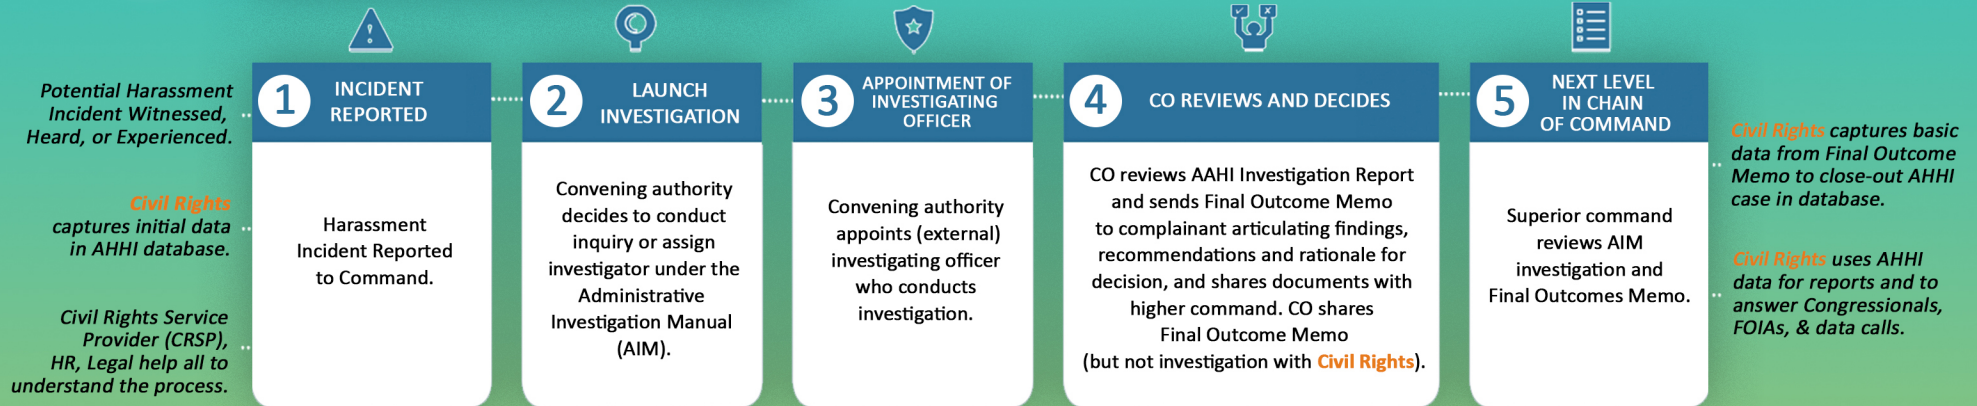 Potential Harassment
Incident Witnessed,
Heard, or Experienced.
Civil Rights
captures initial data
in AHHI database.
Civil Rights Service
Provider (CRSP),
HR, Legal help all to
understand the process.
1
INCIDENT
REPORTED
Harassment
Incident Reported
to Command.
2
LAUNCH
INVESTIGATION
Convening authority
decides to conduct
inquiry or assign
investigator under the
Administrative
Investigation Manual
(AIM).
3
APPOINTMENT OF
INVESTIGATING
OFFICER
Convening authority
appoints (external)
investigating officer
who conducts
investigation.
4
CO REVIEWS AND DECIDES
CO reviews AAHI Investigation Report
and sends Final Outcome Memo
to complainant articulating findings,
recommendations and rationale for
decision, and shares documents with
higher command. CO shares
Final Outcome Memo
(but not investigation with Civil Rights).
5
NEXT LEVEL
IN CHAIN
OF COMMAND
Superior command
reviews AIM
investigation and
Final Outcomes Memo.
Civil Rights captures basic
data from Final Outcome
Memo to close-out AHHI
case in database.
Civil Rights uses AHHI
data for reports and to
answer Congressionals,
FOIAs, & data calls.